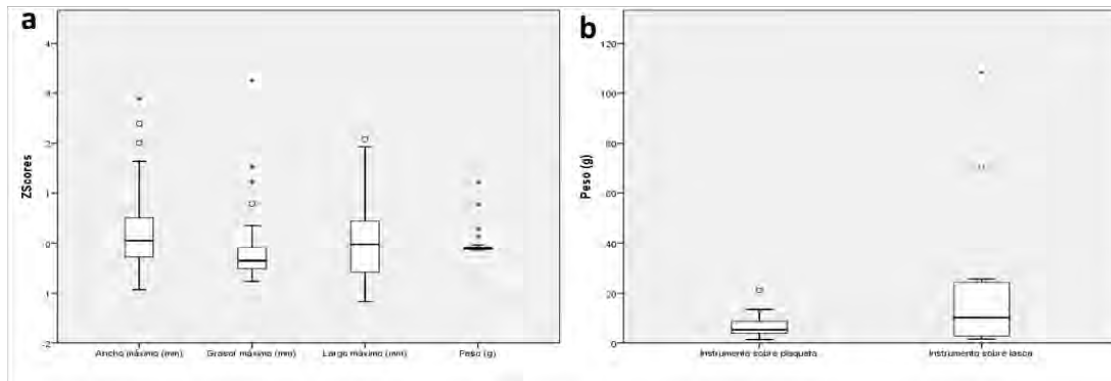 a
4
3
2
1
0
1
-2
ZScores
Ancho máximo (mm) Grosor máximo (mm) Largo máximo (mm) Peso (g)
b
120
100
80
60
40
20
0
Peso (g)
Instrumento sobre plaqueta Instrumento sobre lasca